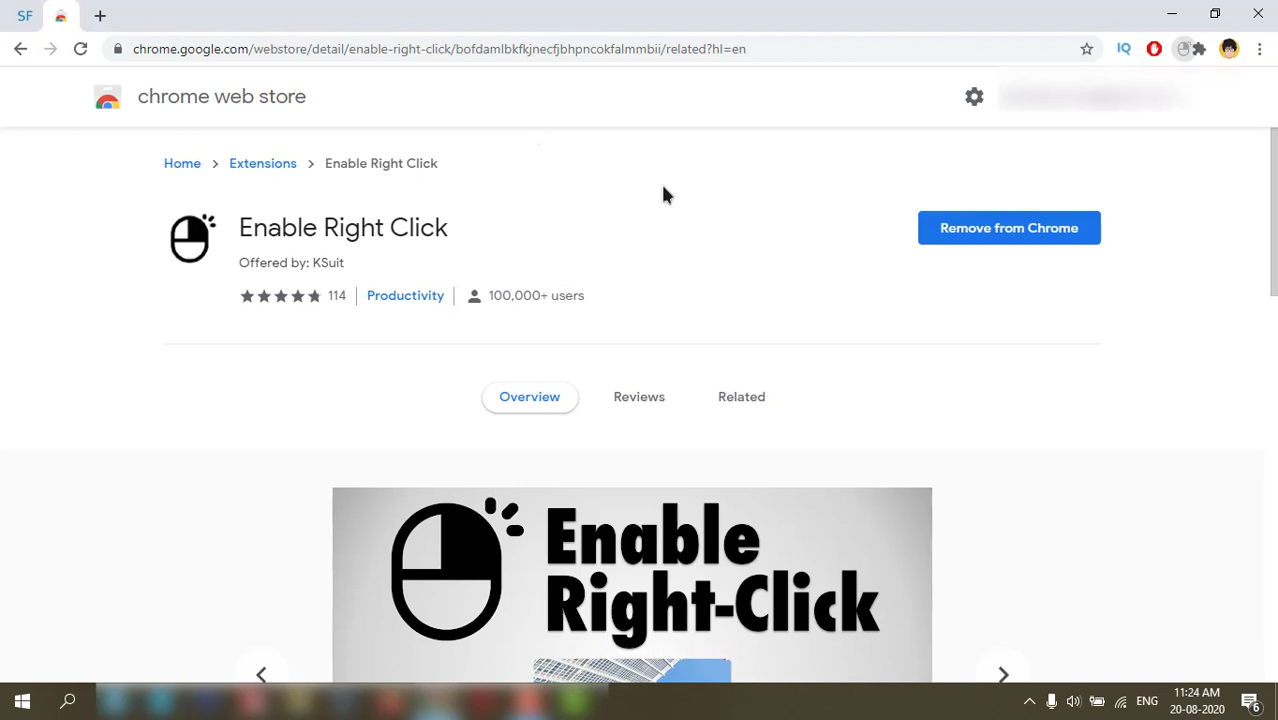 SF
chrome.google.com/webstore/detail/enable-right-click/bofdamlbkfkjnecfjbhpncokfalmmbii/related?hl=en
IQ
chrome web store
Home > Extensions > Enable Right Click
Enable Right Click
Remove from Chrome
Offered by: KSuit
114 Productivity 100,000+ users
Overview Reviews Related
Enable
Right-Click
ENG
11:24 AM
20-08-2020
6